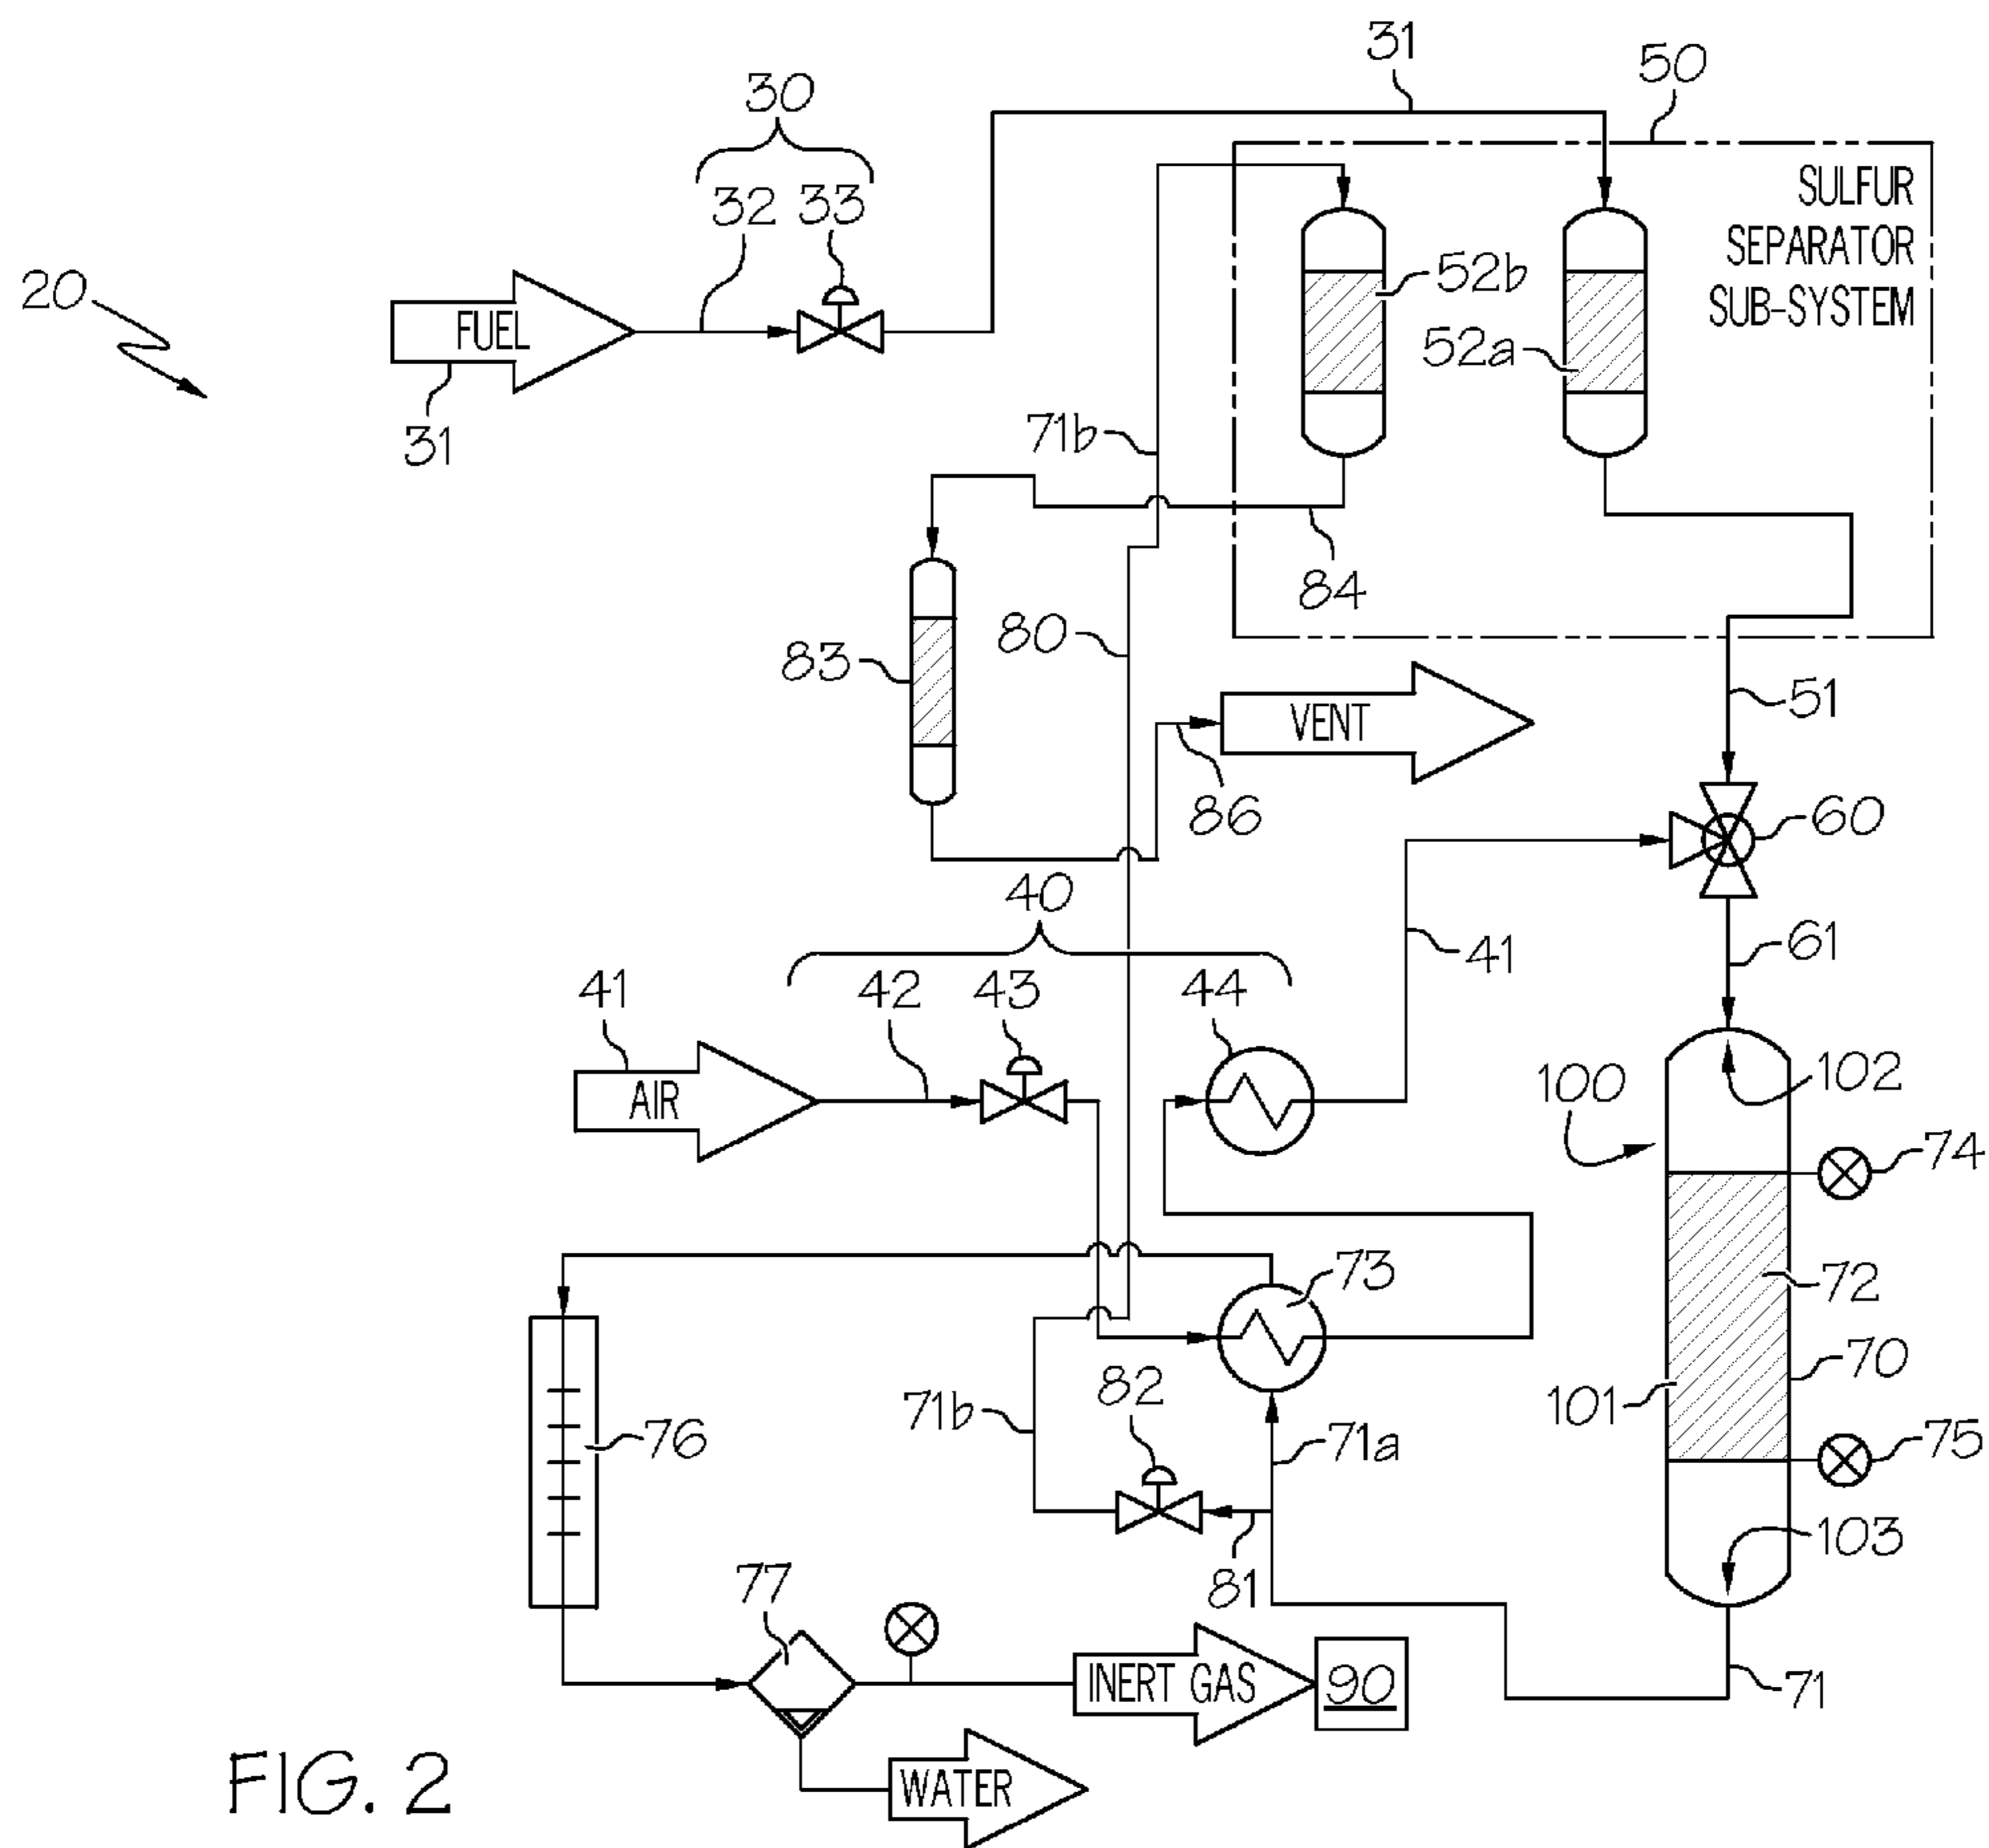 31
50
30
32 33
SULFUR
SEPARATOR
SUB-SYSTEM
20
52b
52a
FUEL
31
71b
84
80
83
51
VENT
86
60
40
41
61
41
42
43
44
AIR
100
102
74
73
72
70
101
82
71b
71a
76
75
103
81
77
71
INERT GAS
90
WATER
FIG. 2